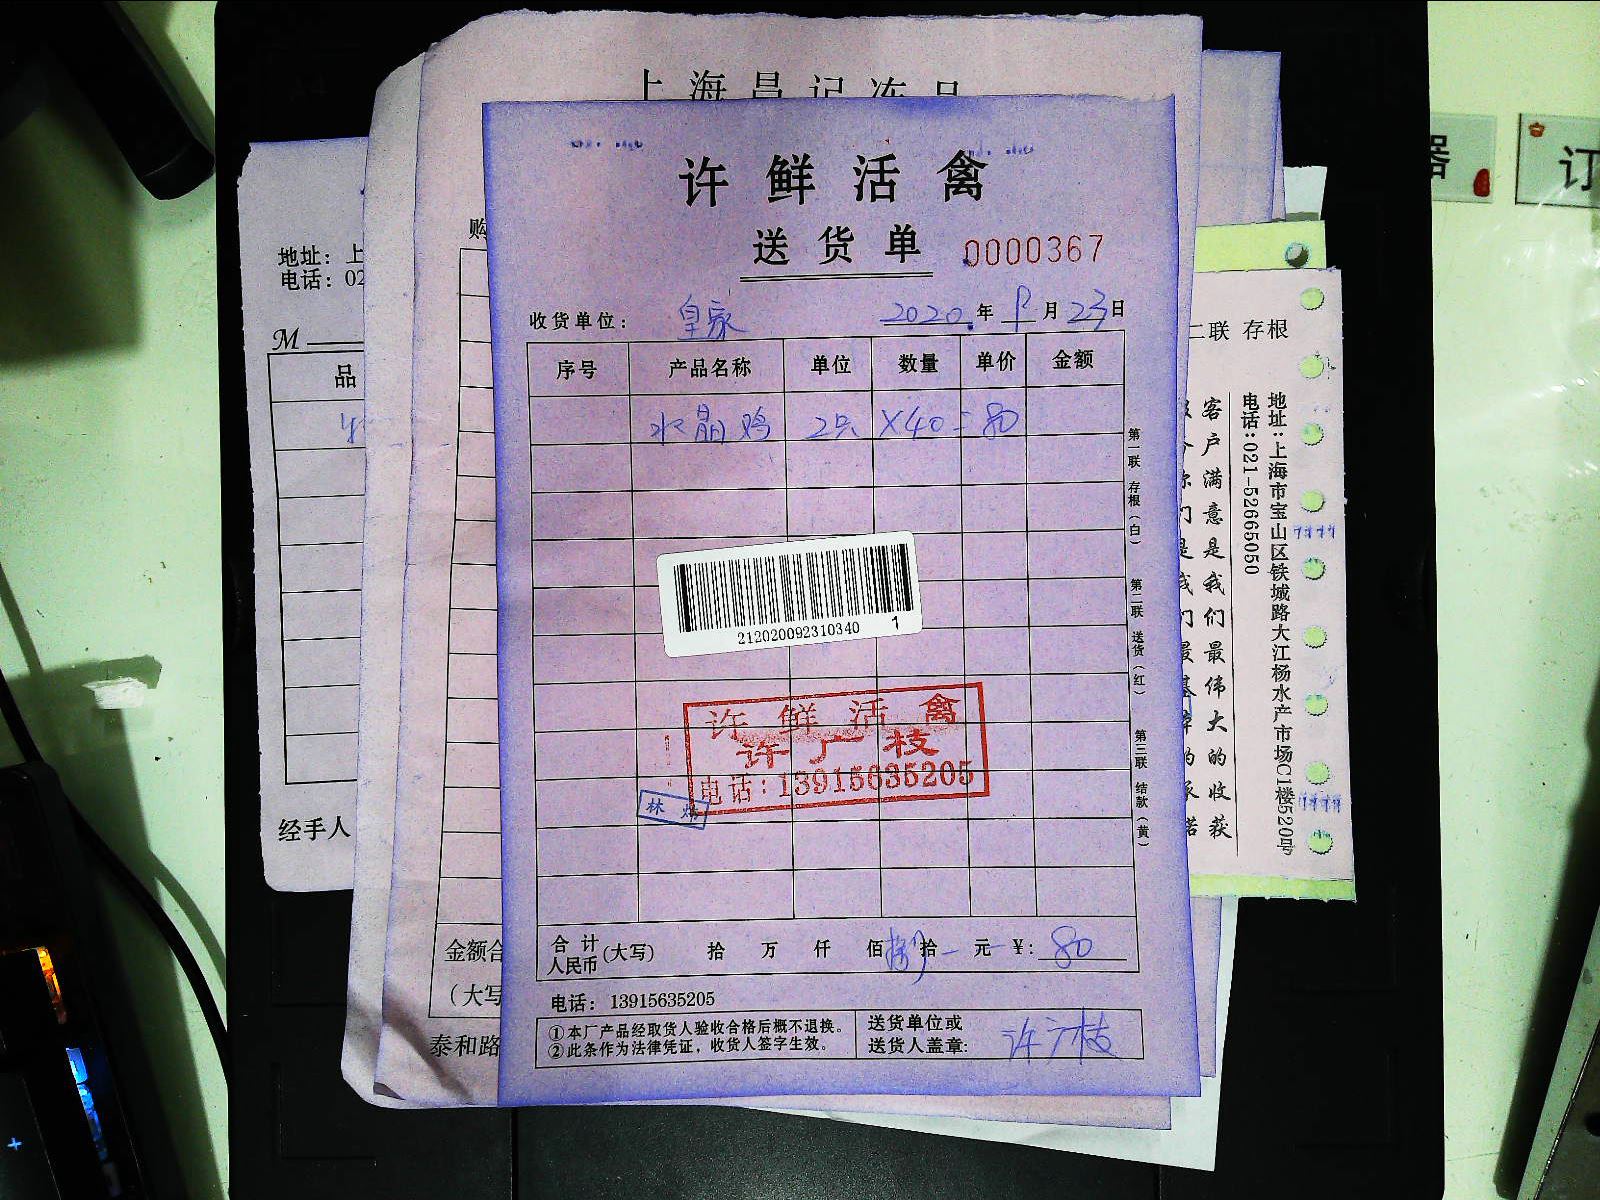 上海昌记冻品
许鲜活禽
送货单 0000367
收货单位: 皇家 2020.年 9月23日
序号 产品名称 单位 数量 单价 金额
水晶鸡 2只 X40=80
212020092310340 1
许鲜活禽
许广枝
电话:13915635205
林
合计人民币(大写) 拾 万 仟 佰 捌拾 元 ¥: 80
电话: 13915635205
①本厂产品经取货人验收合格后概不退换。
②此条作为法律凭证,收货人签字生效。
送货单位或
送货人盖章: 许广枝
第一联 存根(白) 第二联 送货(红) 第三联 结款(黄)
地址: 上
电话: 02
M
品
经手人
购
金额合
(大写
泰和路
二联 存根
地址:上海市宝山区铁城路大江杨水产市场C1楼520号
电话:021-52665050
客户满意是我们最伟大的收获
器
订